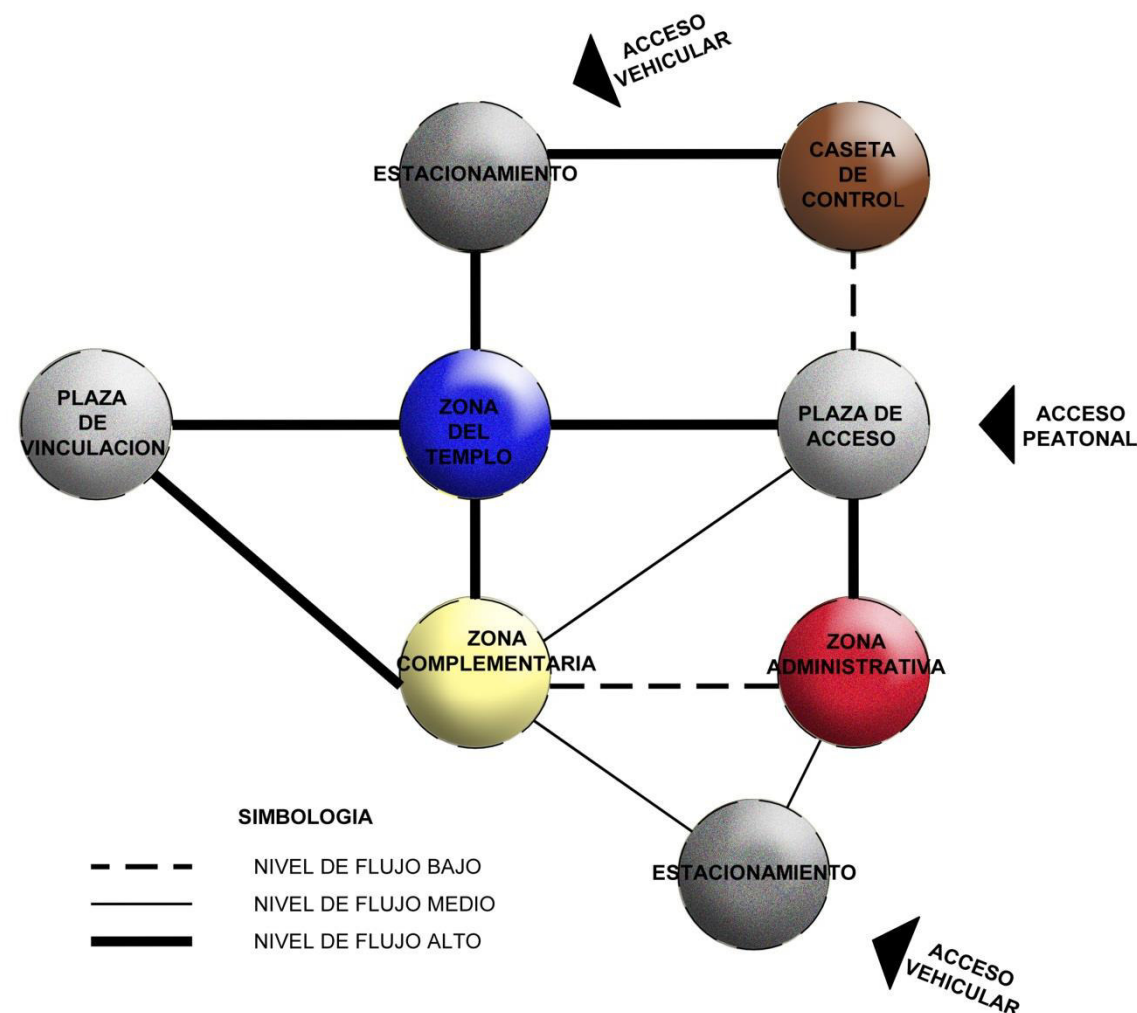 ACCESO
VEHICULAR
ESTACIONAMIENTO
CASETA
DE
CONTROL
PLAZA
DE
VINCULACION
ZONA
DEL
TEMPLO
PLAZA DE
ACCESO
ACCESO
PEATONAL
ZONA
COMPLEMENTARIA
ZONA
ADMINISTRATIVA
SIMBOLOGIA
NIVEL DE FLUJO BAJO
NIVEL DE FLUJO MEDIO
NIVEL DE FLUJO ALTO
ESTACIONAMIENTO
ACCESO
VEHICULAR